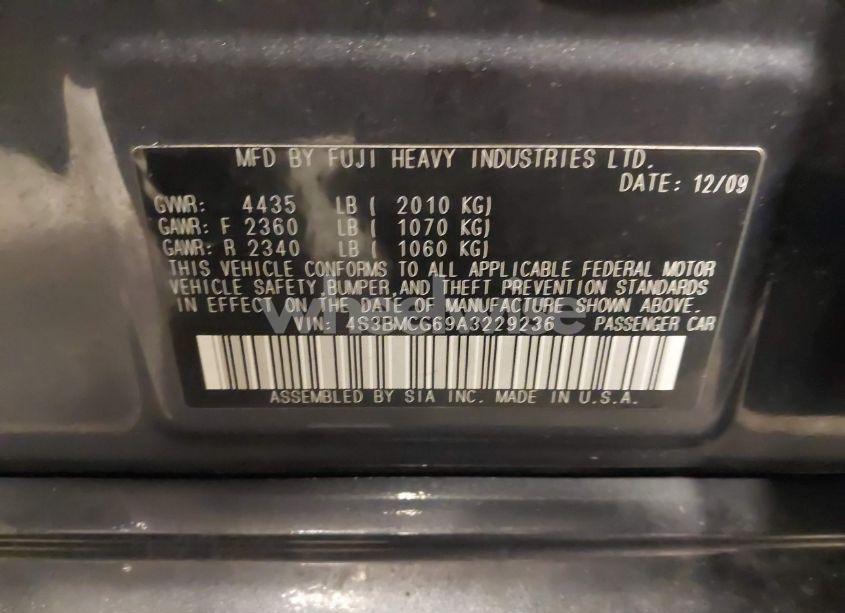 MFD BY FUJI HEAVY INDUSTRIES LTD.
DATE: 12/09
GVWR: 4435 LB ( 2010 KG)
GAWR: F 2360 LB ( 1070 KG)
GAWR: R 2340 LB ( 1060 KG)
THIS VEHICLE CONFORMS TO ALL APPLICABLE FEDERAL MOTOR
VEHICLE SAFETY,BUMPER,AND THEFT PREVENTION STANDARDS
IN EFFECT ON THE DATE OF MANUFACTURE SHOWN ABOVE.
VIN: 4S3BMCG69A3229236 PASSENGER CAR
ASSEMBLED BY SIA INC. MADE IN U.S.A.